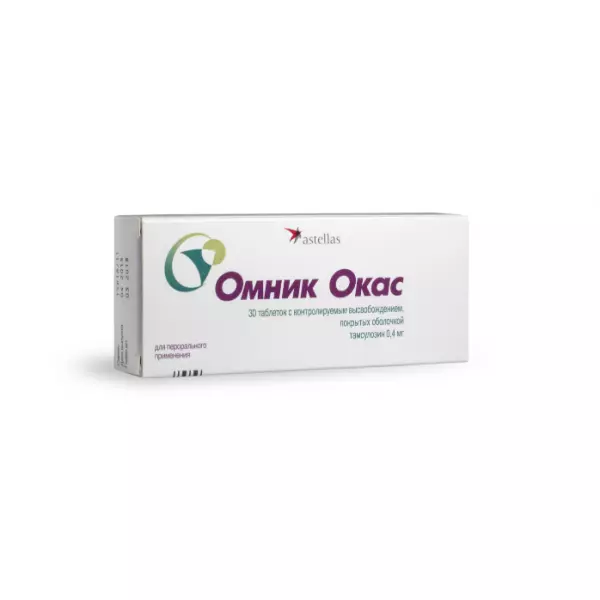 astellas
Омник Окас
30 таблеток с контролируемым высвобождением,
покрытых оболочкой
тамсулозин 0,4 мг
для перорального
применения